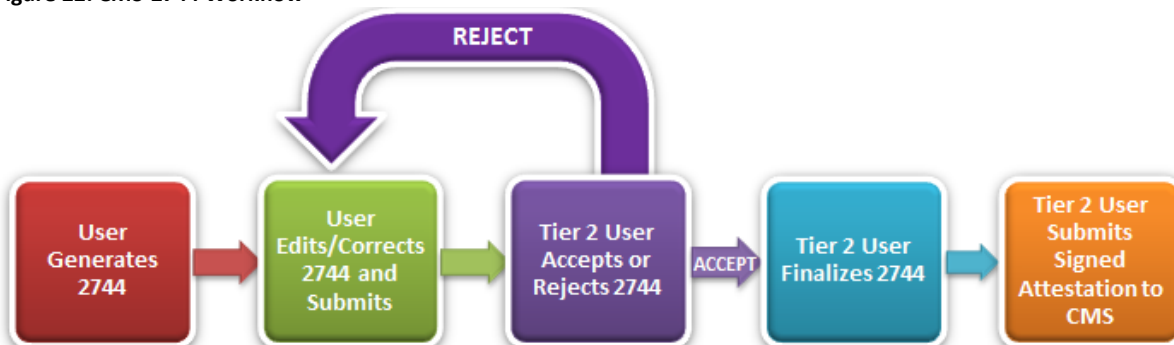 REJECT
User
Generates
2744
User
Edits/Corrects
2744 and
Submits
Tier 2 User
Accepts or
Rejects 2744
ACCEPT
Tier 2 User
Finalizes 2744
Tier 2 User
Submits
Signed
Attestation to
CMS